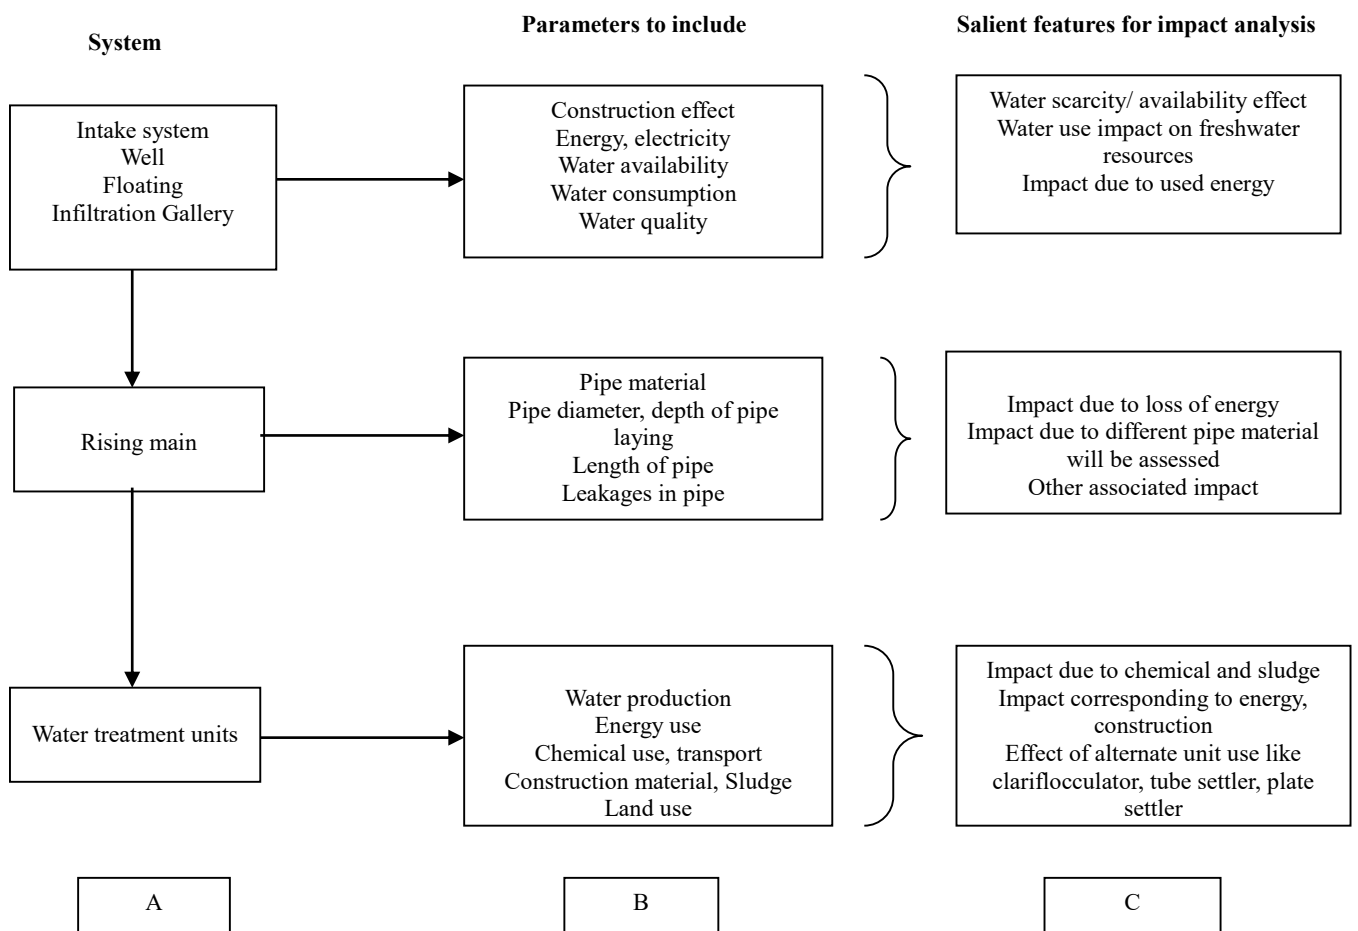 System
Parameters to include
Salient features for impact analysis
Intake system
Well
Floating
Infiltration Gallery
Construction effect
Energy, electricity
Water availability
Water consumption
Water quality
Water scarcity/ availability effect
Water use impact on freshwater
resources
Impact due to used energy
Rising main
Pipe material
Pipe diameter, depth of pipe
laying
Length of pipe
Leakages in pipe
Impact due to loss of energy
Impact due to different pipe material
will be assessed
Other associated impact
Water treatment units
Water production
Energy use
Chemical use, transport
Construction material, Sludge
Land use
Impact due to chemical and sludge
Impact corresponding to energy,
construction
Effect of alternate unit use like
clariflocculator, tube settler, plate
settler
A
B
C